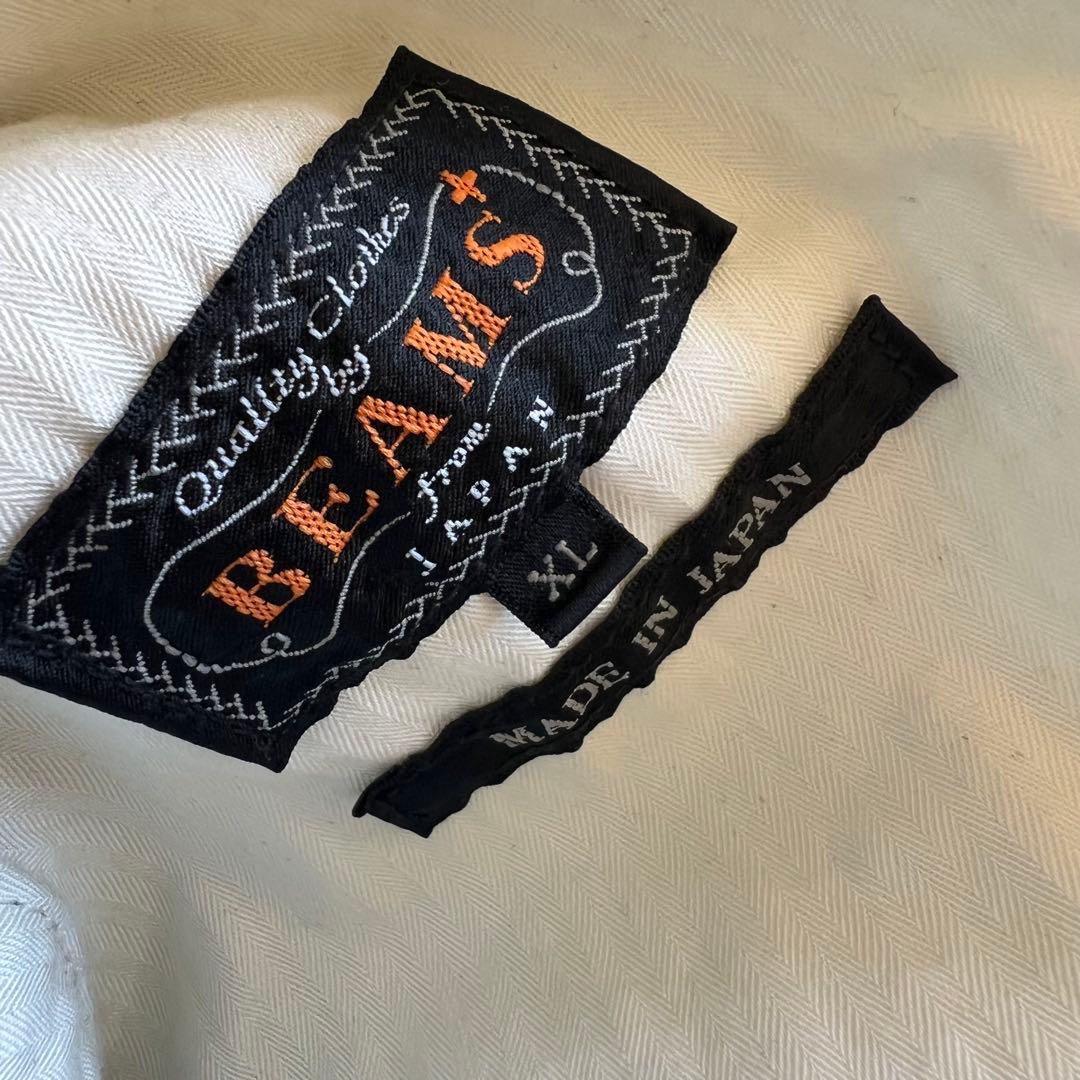 Quality Clothes
by
BEAMS+
from
JAPAN
XL
MADE IN JAPAN